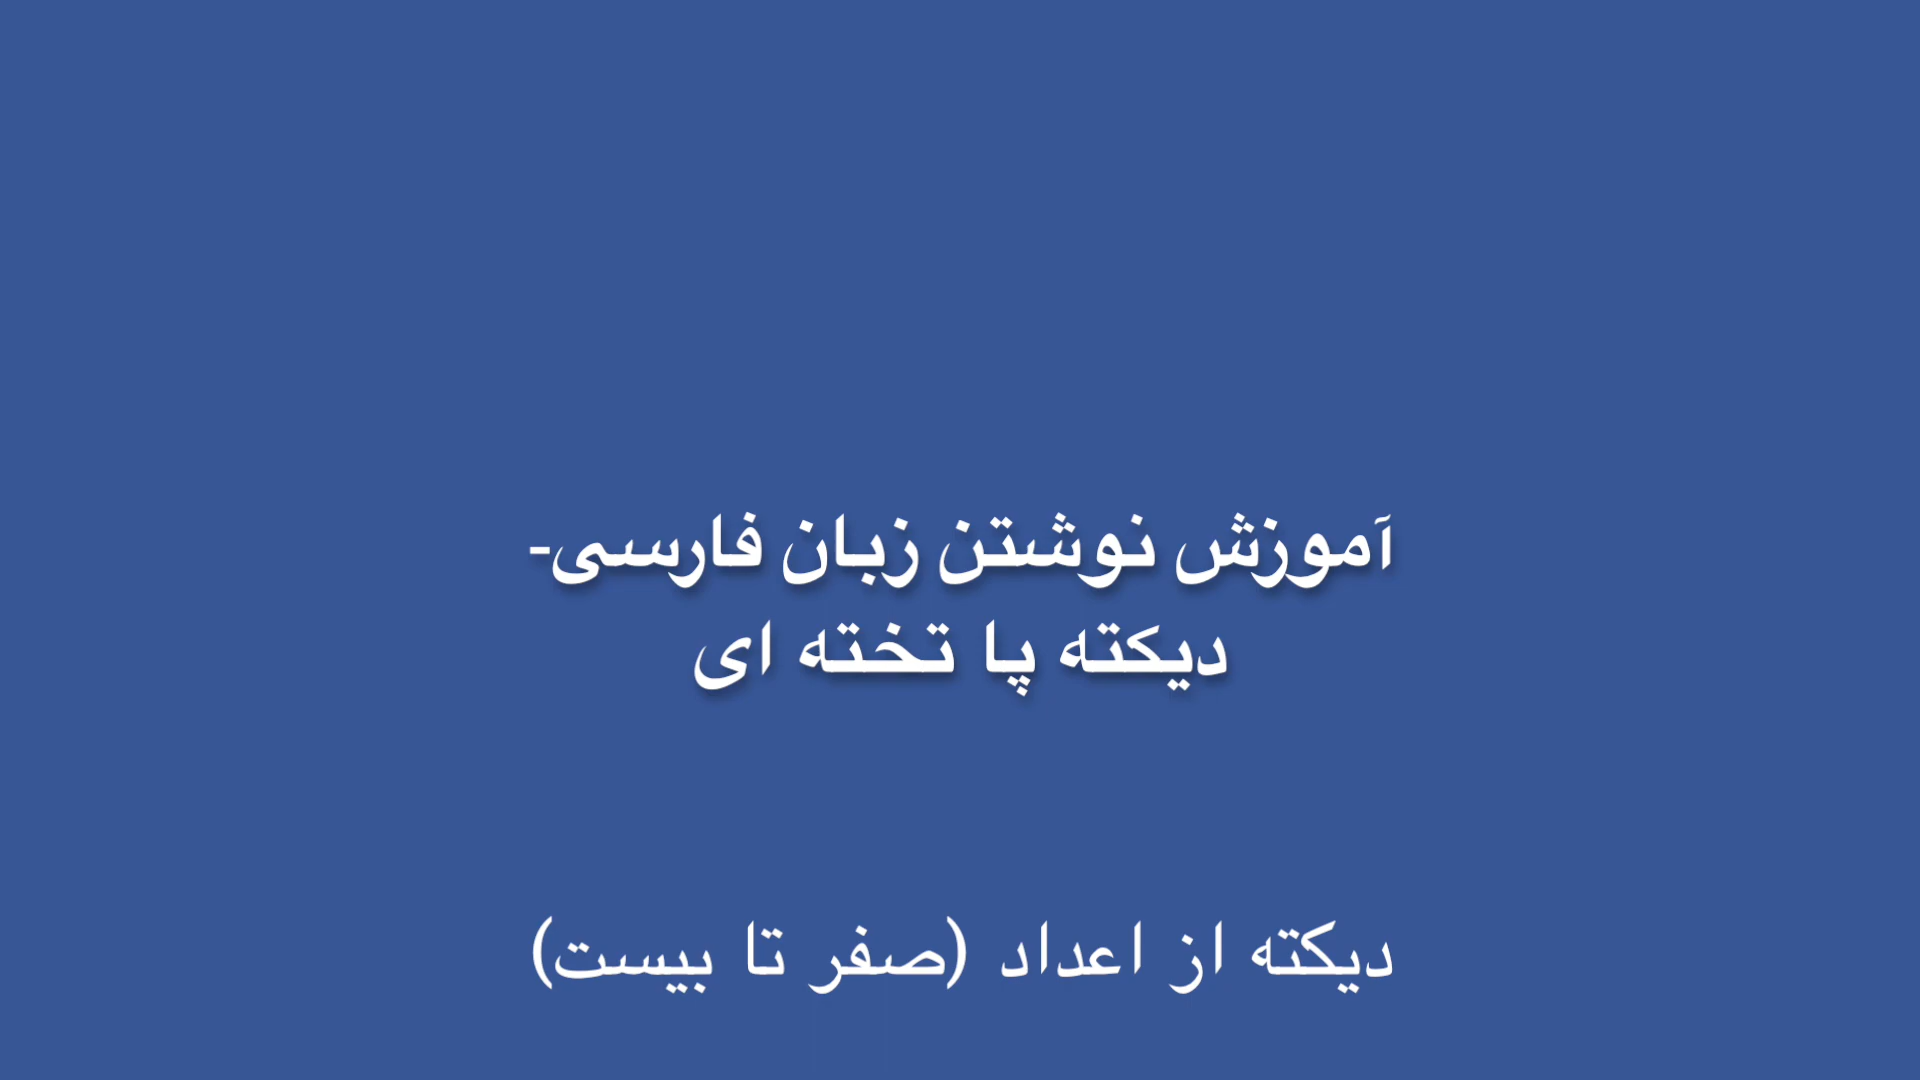 آموزش نوشتن زبان فارسی-
دیکته پا تخته ای
دیکته از اعداد (صفر تا بیست)